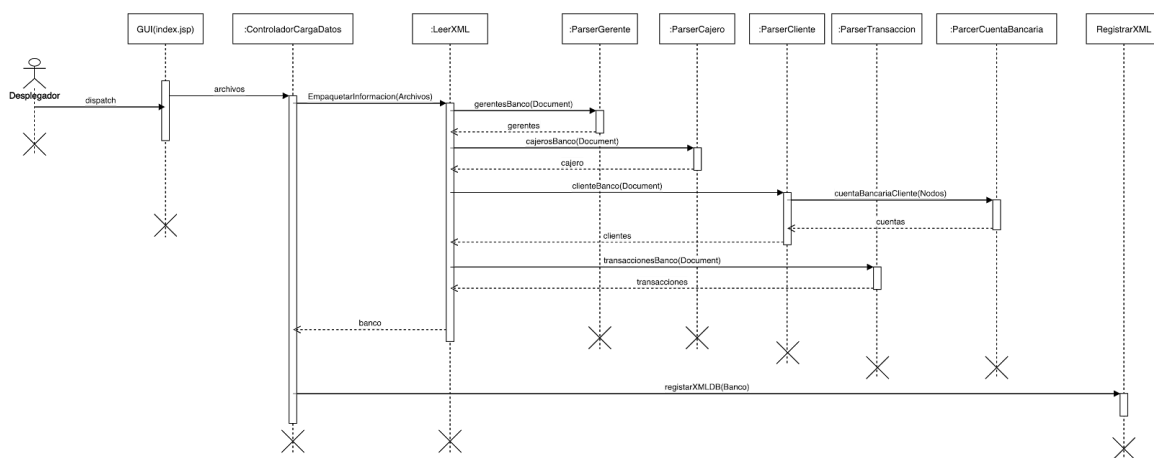 GUI(index.jsp)
:ControladorCargaDatos
:LeerXML
:ParserGerente
:ParserCajero
:ParserCliente
:ParserTransaccion
:ParcerCuentaBancaria
RegistrarXML
Desplegador
dispatch
archivos
EmpaquetarInformacion(Archivos)
gerentesBanco(Document)
gerentes
cajerosBanco(Document)
cajero
clienteBanco(Document)
cuentaBancariaCliente(Nodos)
cuentas
clientes
transaccionesBanco(Document)
transacciones
banco
registarXMLDB(Banco)